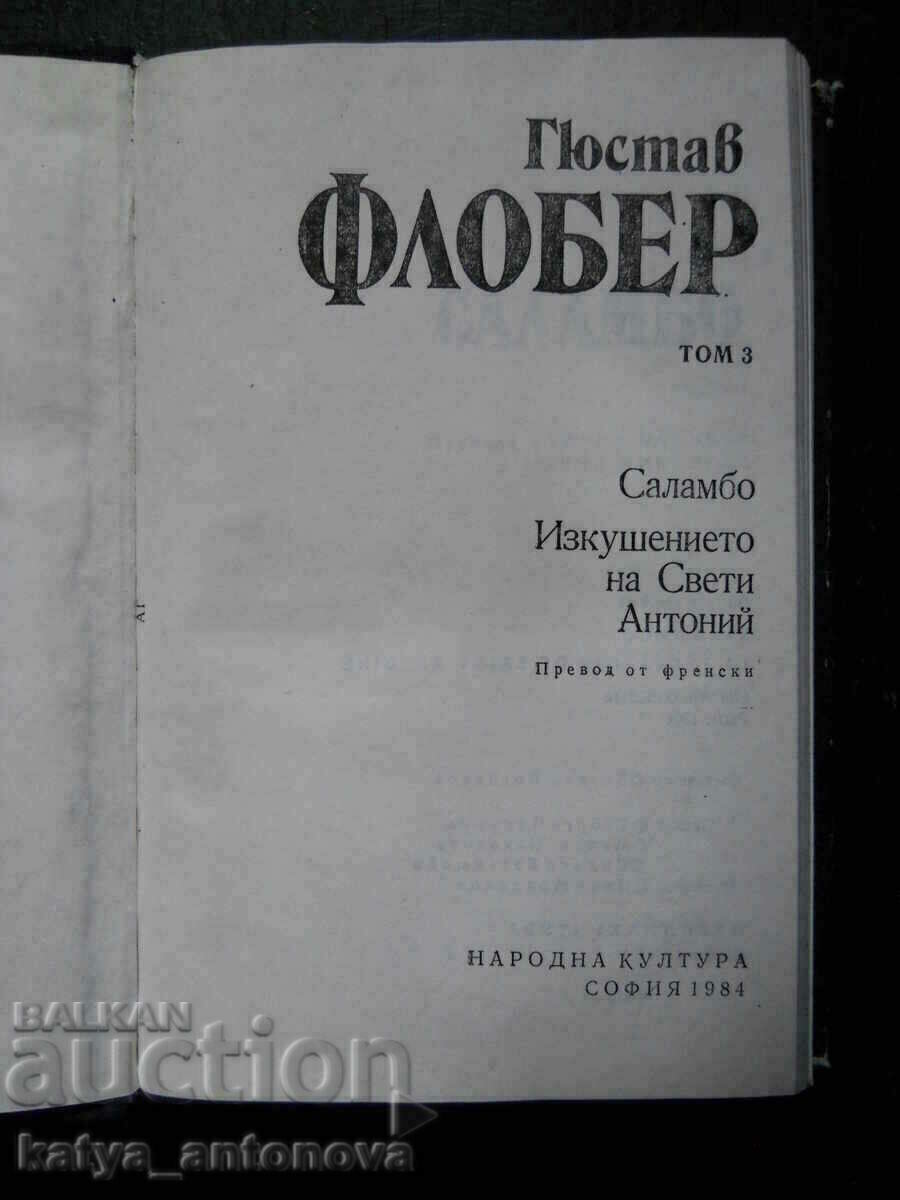 Гюстав
ФЛОБЕР
ТОМ 3
Саламбо
Изкушението
на Свети
Антоний
Превод от френски
НАРОДНА КУЛТУРА
СОФИЯ 1984
BALKAN
auction
katya_antonova